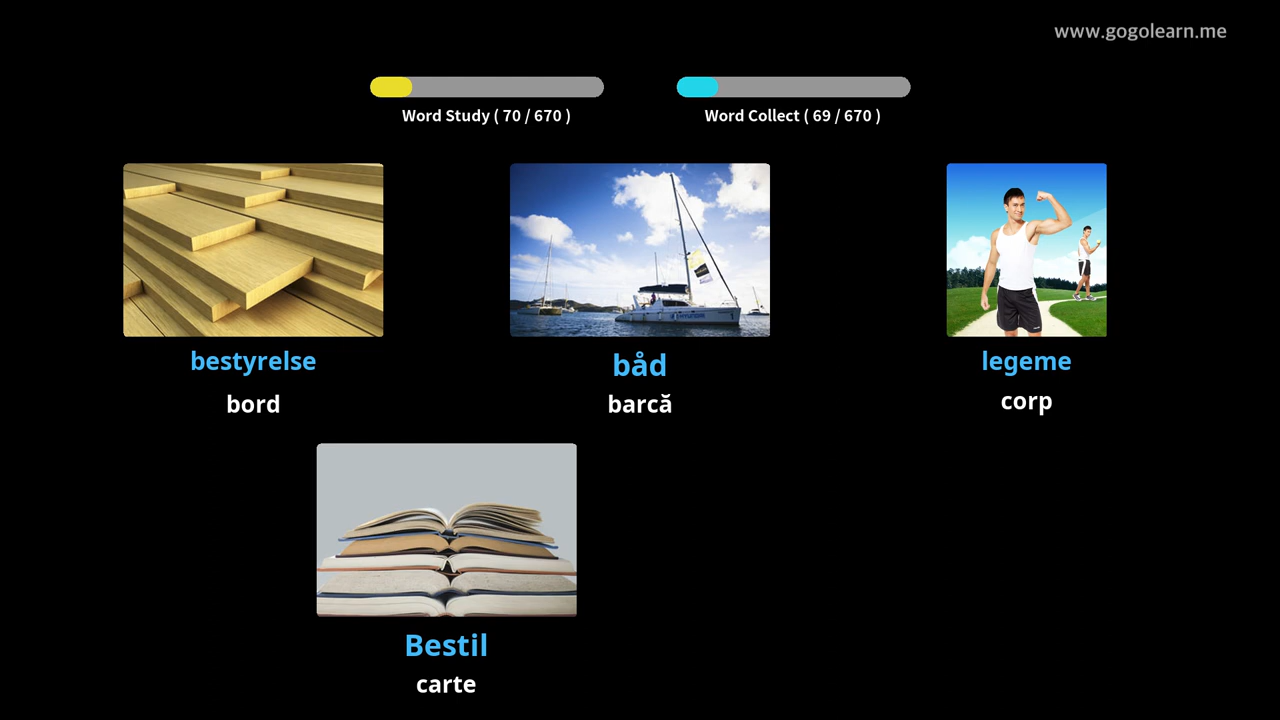 www.gogolearn.me
Word Study ( 70 / 670 )
Word Collect ( 69 / 670 )
bestyrelse
båd
legeme
bord
barcă
corp
Bestil
carte